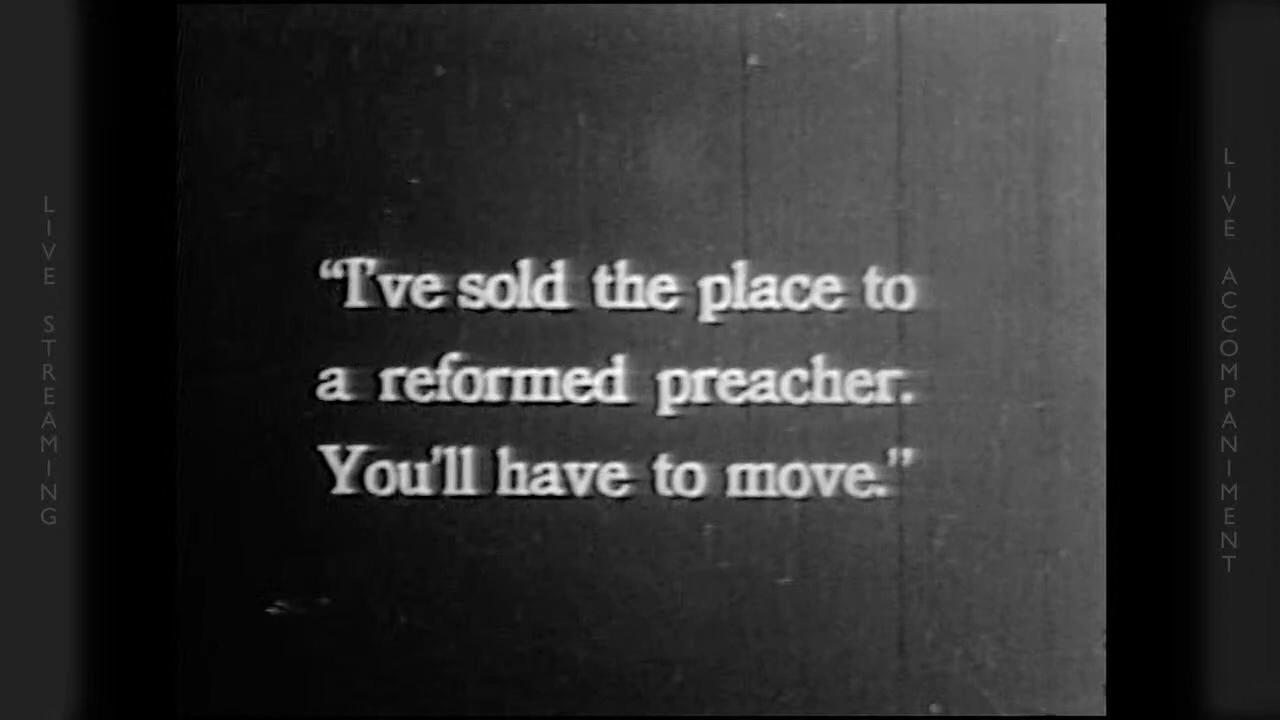 LIVE STREAMING
“I've sold the place to
a reformed preacher.
You'll have to move.”
LIVE ACCOMPANIMENT